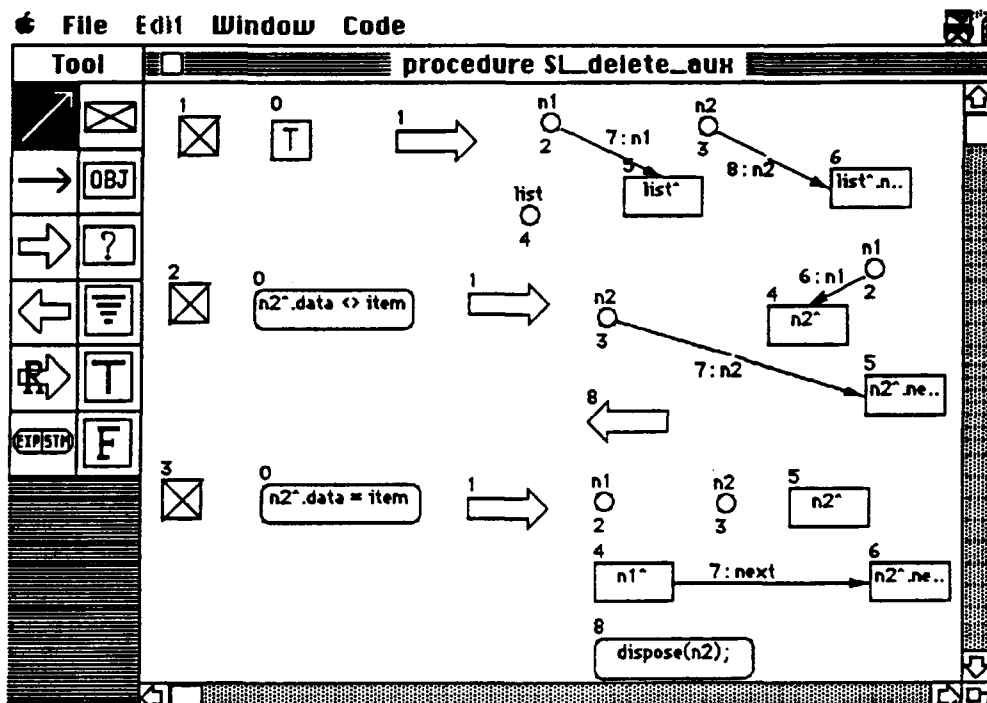 File Edit Window Code
Tool
procedure SL_delete_aux
OBJ
?
R
T
EXP STM
F
1
0
T
1
n1
2
7:n1
5
list^
n2
3
8:n2
6
list^.n..
list
4
2
0
n2^.data <> item
1
n2
3
7:n2
4
n2^
6:n1
n1
2
5
n2^.ne..
8
3
0
n2^.data = item
1
n1
2
n2
3
5
n2^
4
n1^
7:next
6
n2^.ne..
8
dispose(n2);